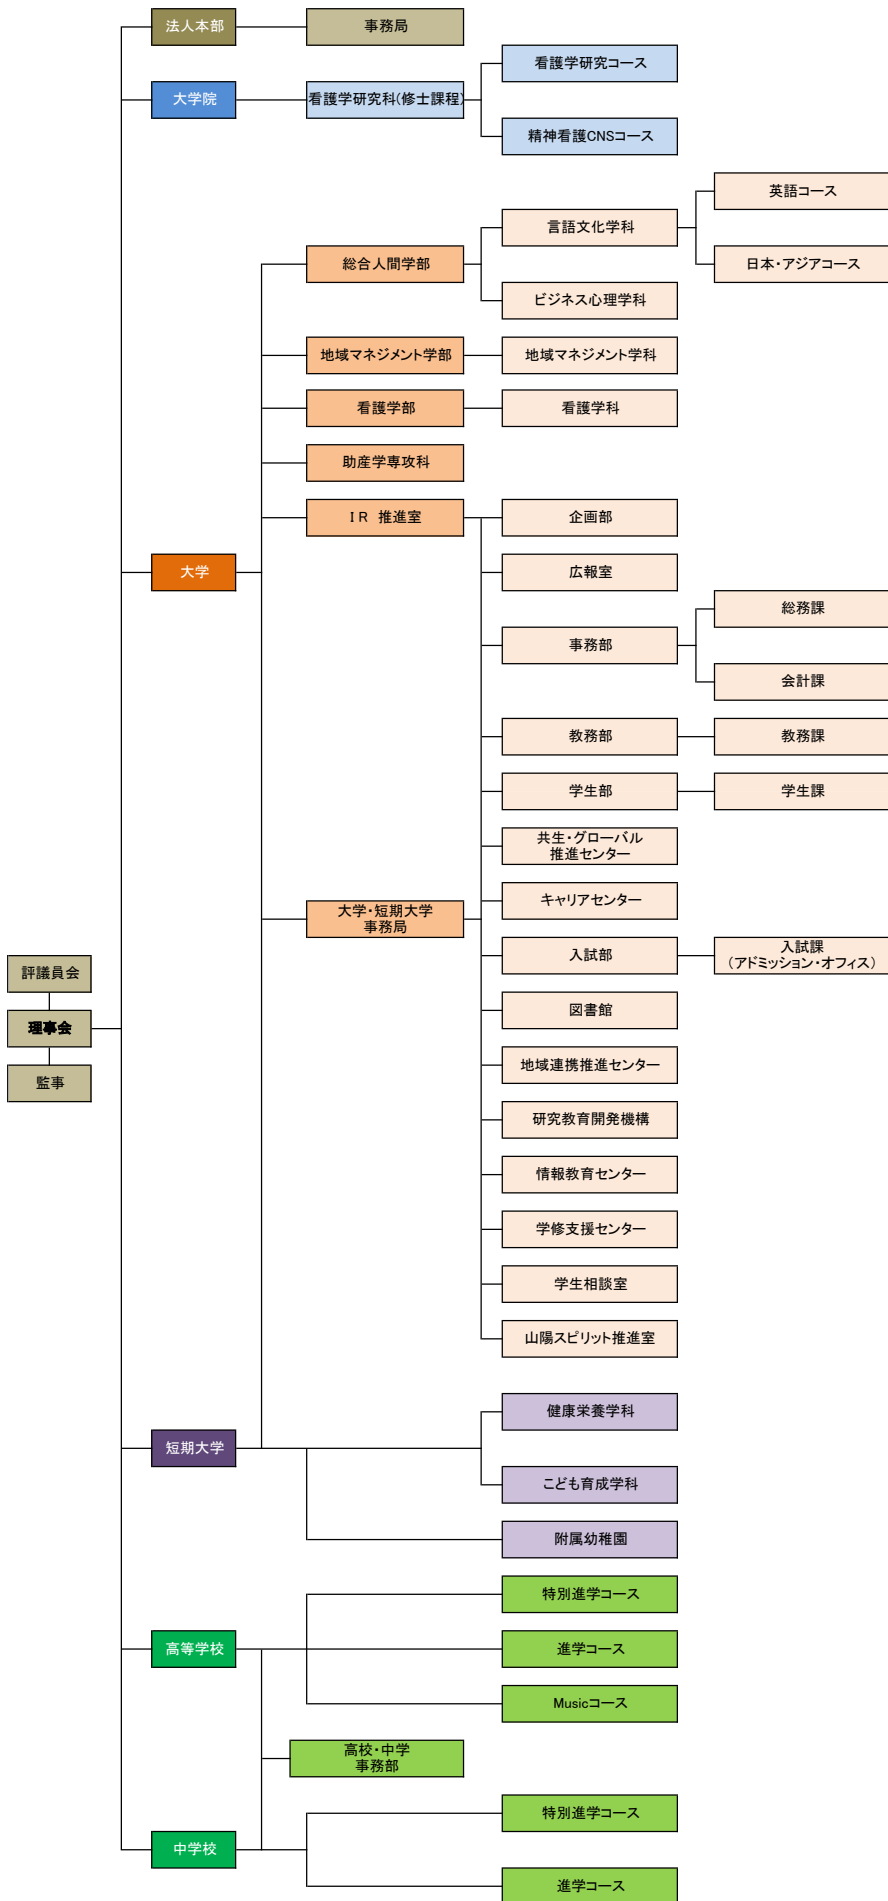 法人本部
事務局
大学院
看護学研究科(修士課程)
看護学研究コース
精神看護CNSコース
英語コース
言語文化学科
総合人間学部
日本・アジアコース
ビジネス心理学科
地域マネジメント学部
地域マネジメント学科
看護学部
看護学科
助産学専攻科
ＩＲ　推進室
企画部
大学
広報室
総務課
事務部
会計課
教務部
教務課
学生部
学生課
共生・グローバル
推進センター
キャリアセンター
大学・短期大学
事務局
入試部
入試課
（アドミッション・オフィス）
評議員会
理事会
監事
図書館
地域連携推進センター
研究教育開発機構
情報教育センター
学修支援センター
学生相談室
山陽スピリット推進室
健康栄養学科
短期大学
こども育成学科
附属幼稚園
特別進学コース
高等学校
進学コース
Musicコース
高校・中学
事務部
特別進学コース
中学校
進学コース